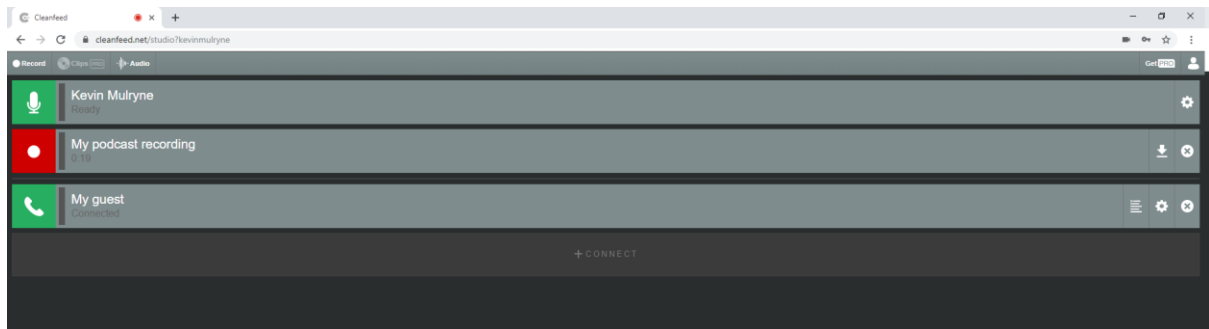 Cleanfeed
cleanfeed.net/studio?kevinmulryne
Record Clips PRO Audio Get PRO
Kevin Mulryne
Ready
My podcast recording
0:19
My guest
Connected
+CONNECT